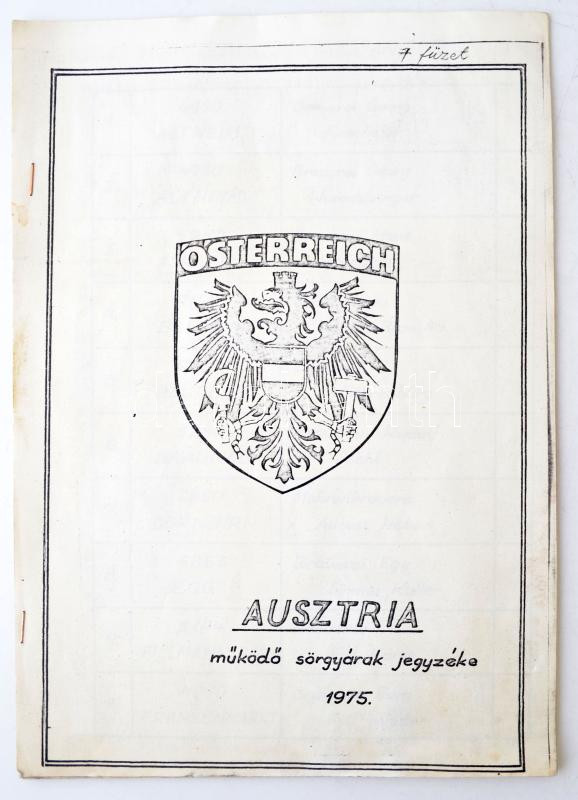 7 füzet
ÖSTERREICH
AUSZTRIA
működő sörgyárak jegyzéke
1975.